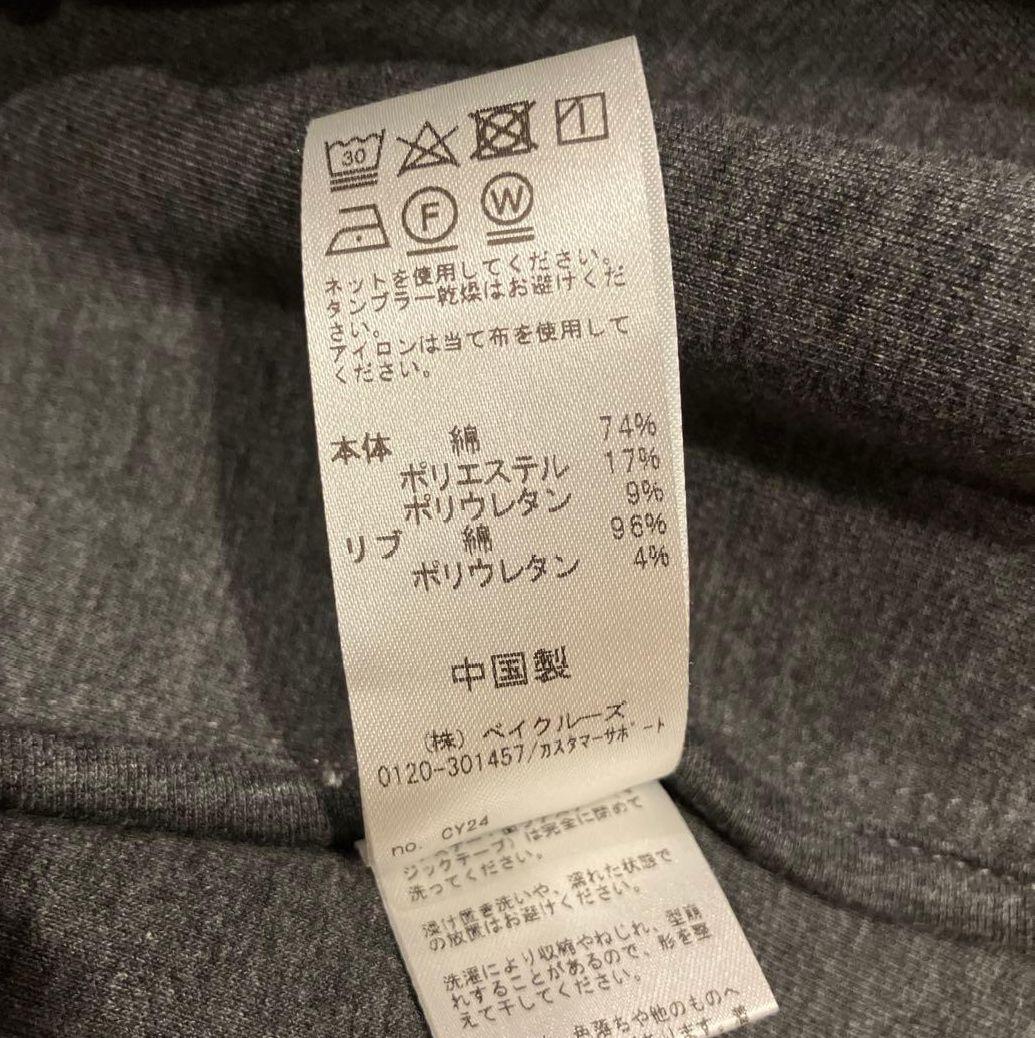 30
F W
ネットを使用してください。
タンブラー乾燥はお避けくだ
さい。
アイロンは当て布を使用して
ください。
本体 綿 74%
ポリエステル 17%
ポリウレタン 9%
リブ 綿 96%
ポリウレタン 4%
中国製
(株) ベイクルーズ
0120-301457/カスタマーサポート
no. CY24
ジックテープ)は完全に閉めて
洗ってください。
浸け置き洗いや、濡れた状態で
の放置はお避けください。
洗濯により収縮やねじれ、型崩
れすることがあるので、形を整
えて干してください。
色落ちや他のものへ